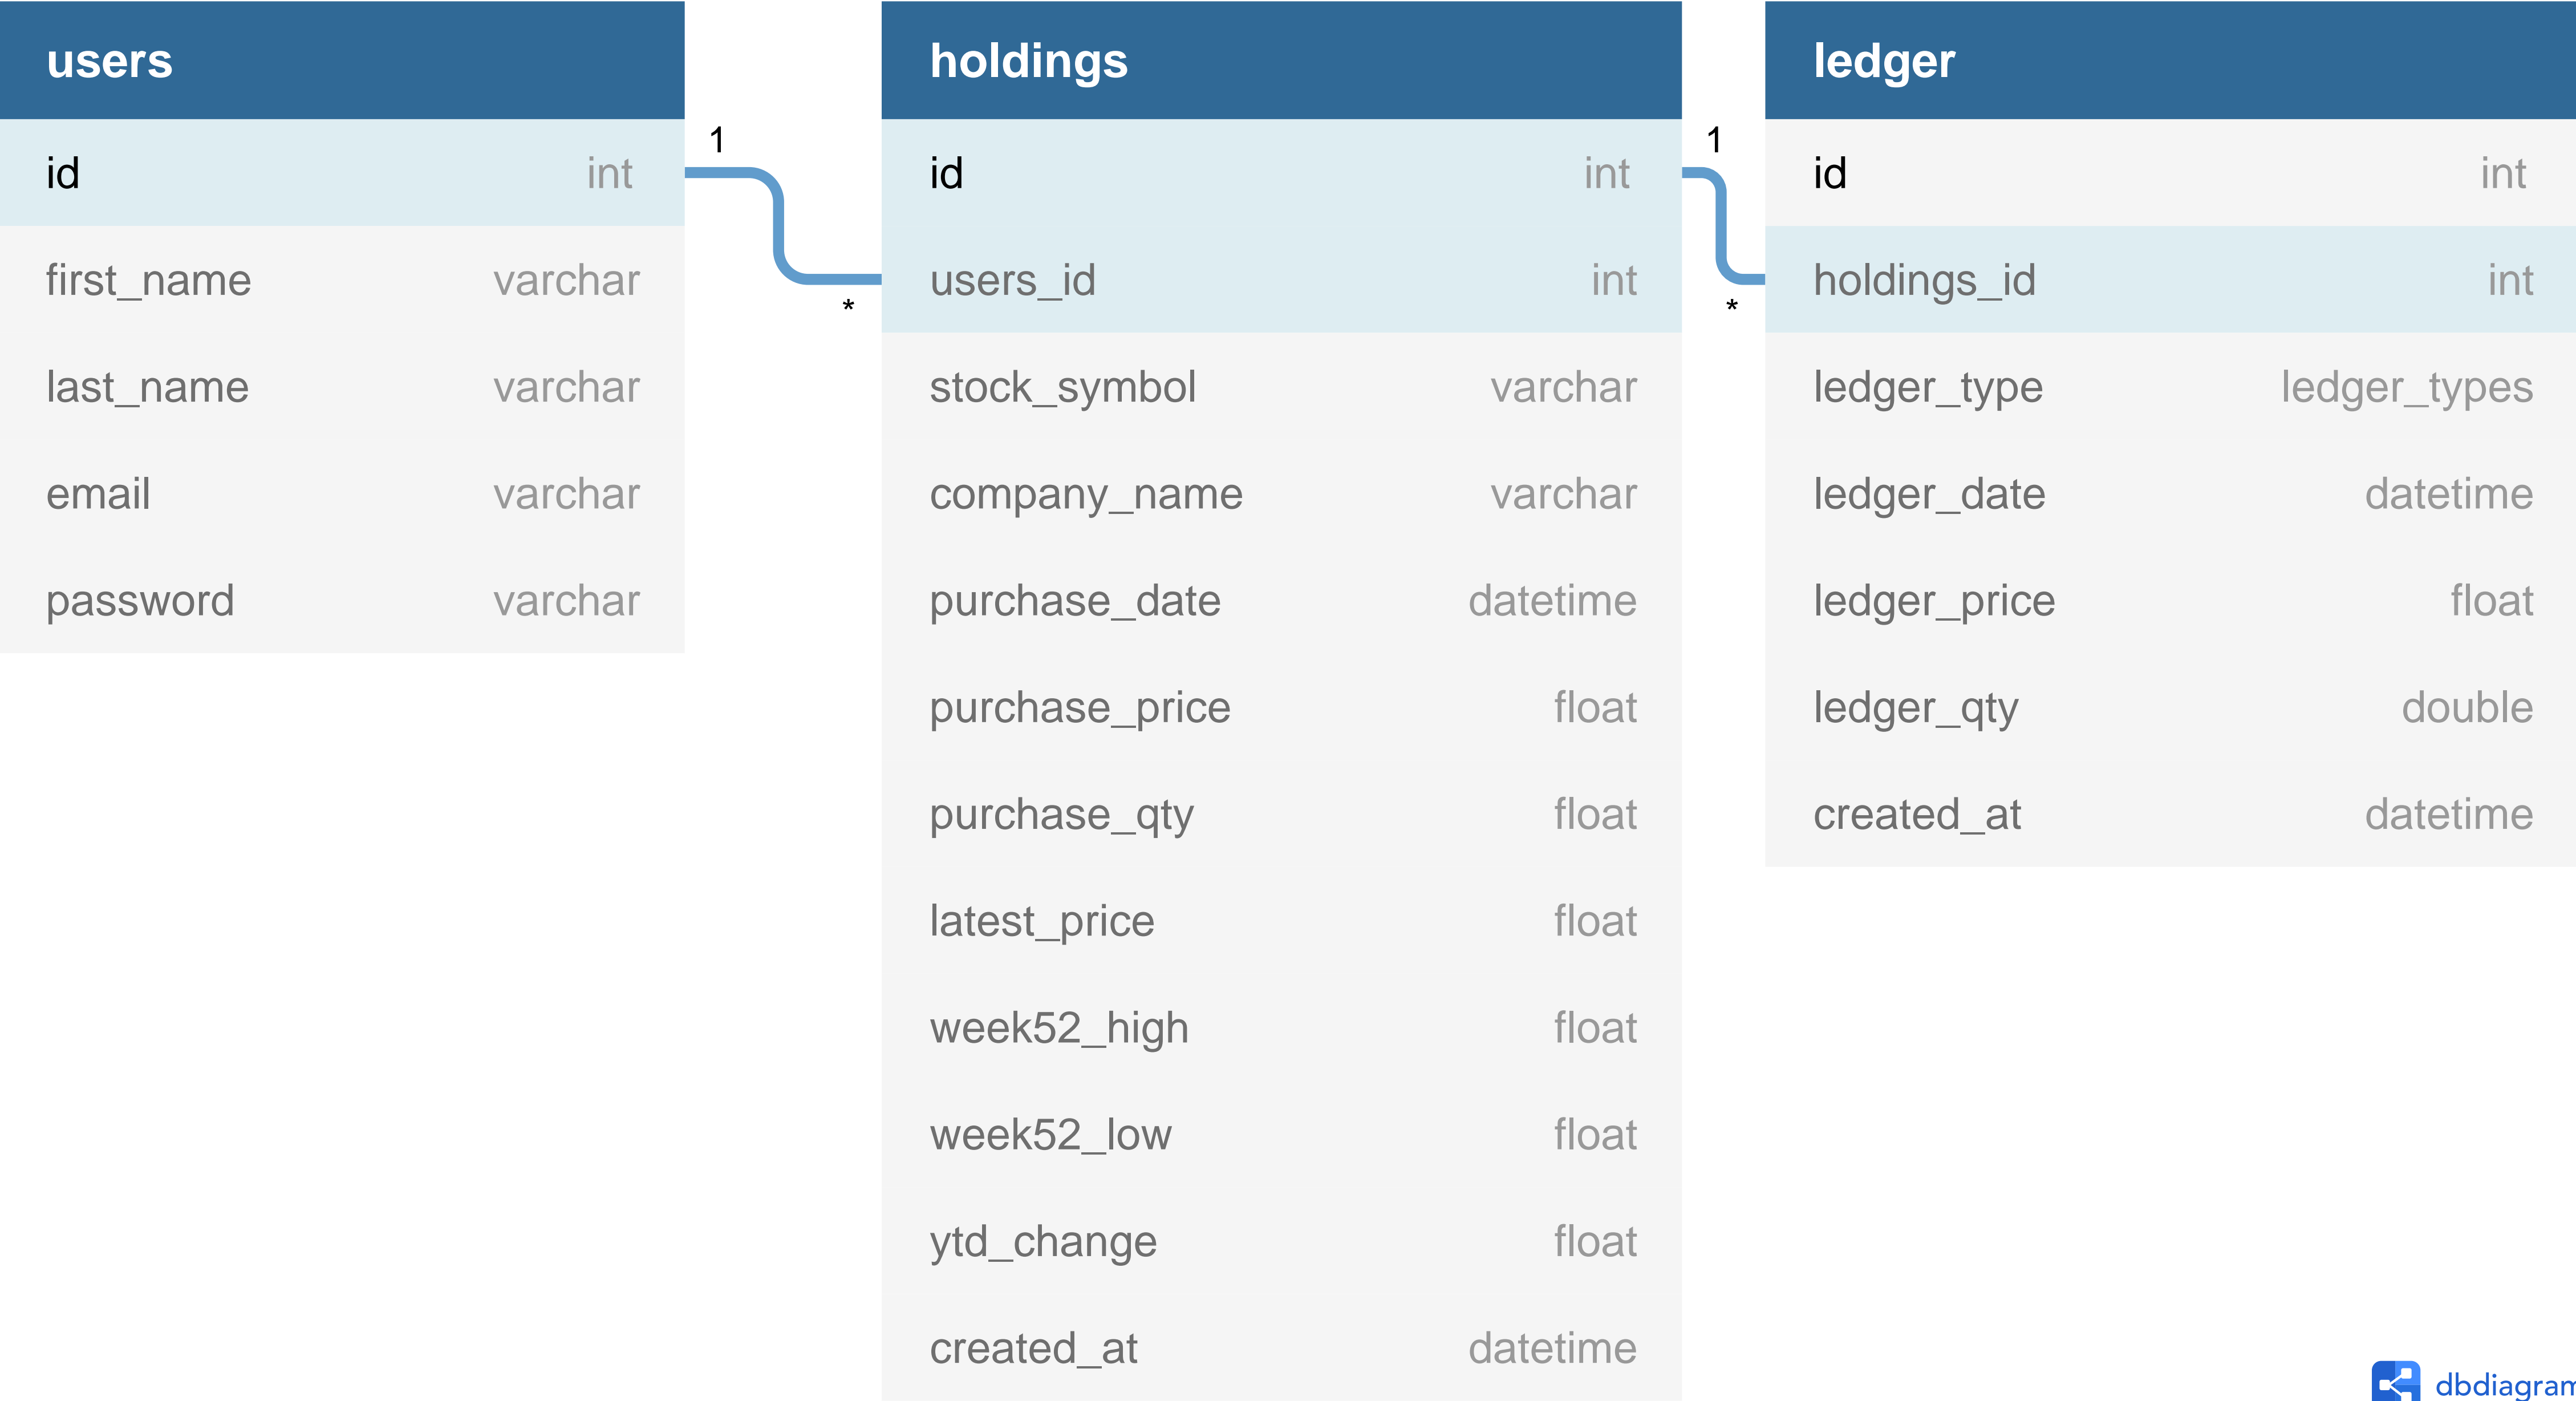 users
id int
first_name varchar
last_name varchar
email varchar
password varchar
1
*
holdings
id int
users_id int
stock_symbol varchar
company_name varchar
purchase_date datetime
purchase_price float
purchase_qty float
latest_price float
week52_high float
week52_low float
ytd_change float
created_at datetime
1
*
ledger
id int
holdings_id int
ledger_type ledger_types
ledger_date datetime
ledger_price float
ledger_qty double
created_at datetime
dbdiagram